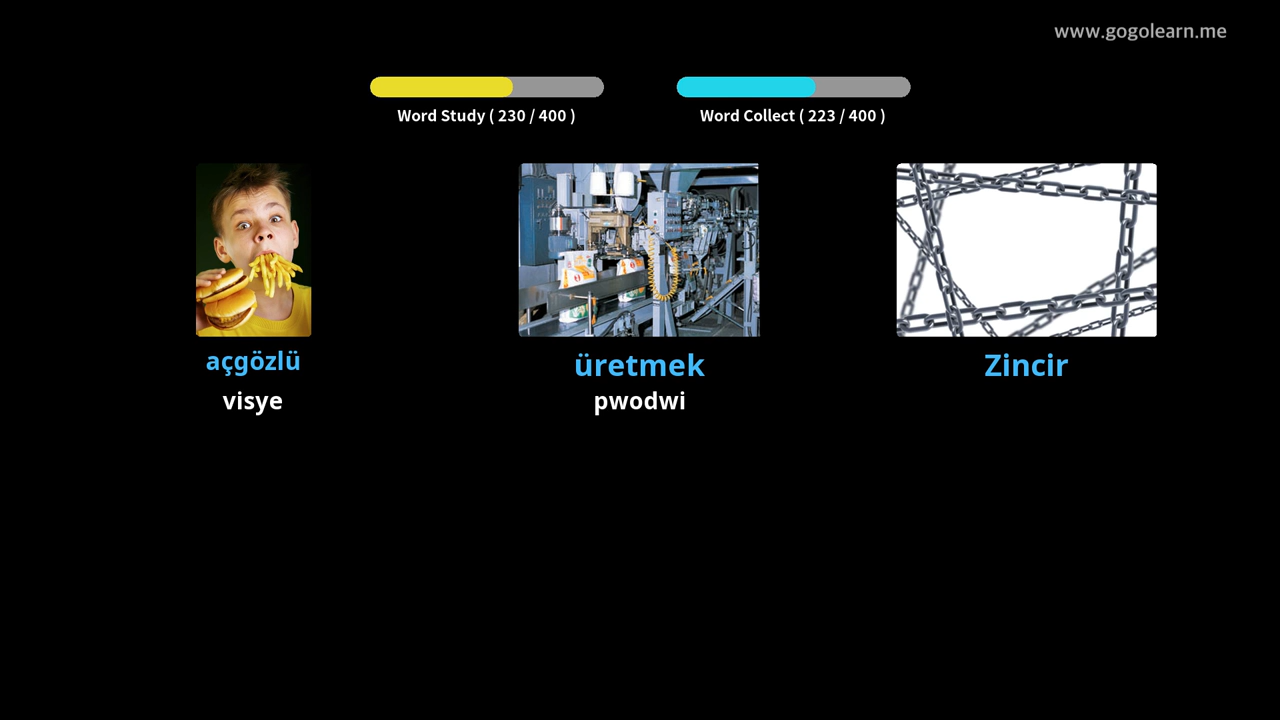 www.gogolearn.me
Word Study ( 230 / 400 )
Word Collect ( 223 / 400 )
açgözlü
visye
üretmek
pwodwi
Zincir